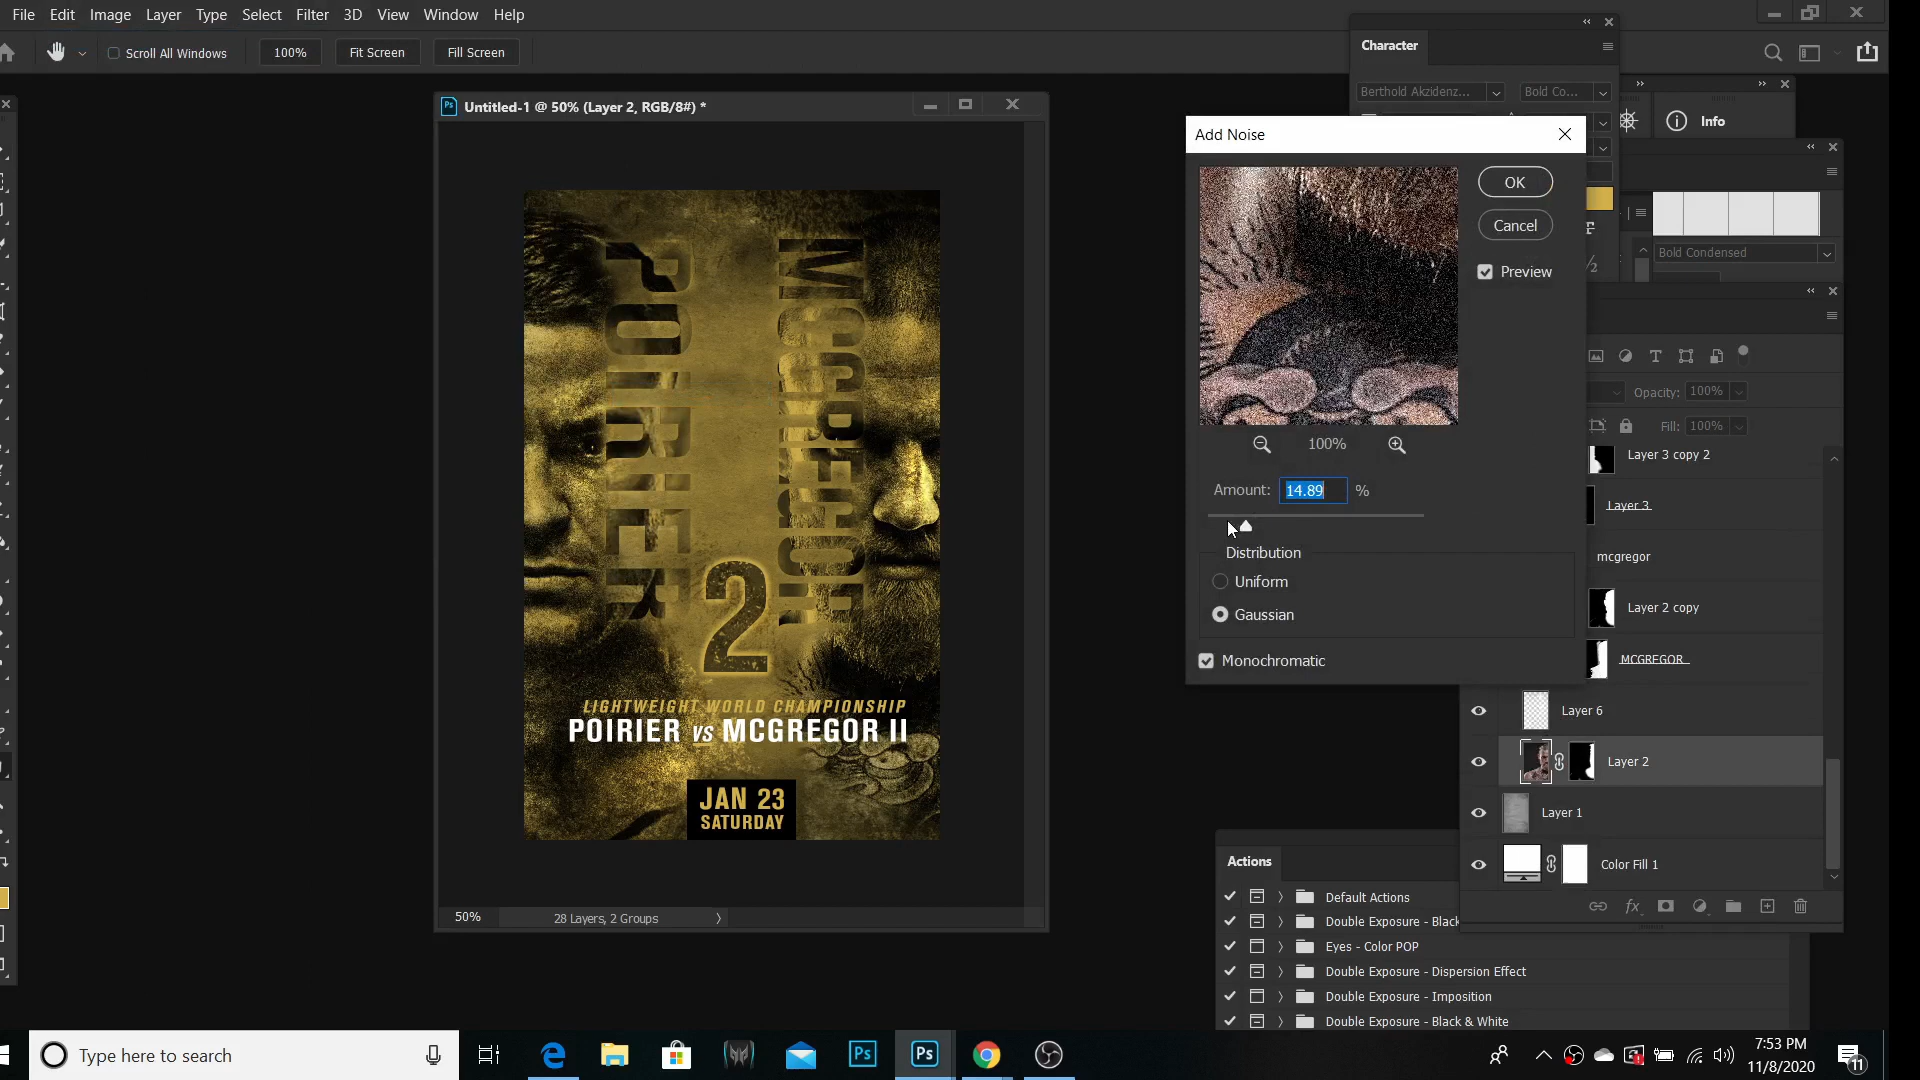 File Edit Image Layer Type Select Filter 3D View Window Help
Scroll All Windows 100% Fit Screen Fill Screen
Character
Berthold Akzidenz... Bold Co...
Info
Untitled-1 @ 50% (Layer 2, RGB/8#) *
Add Noise
OK
Cancel
Preview
100%
Amount: 14.89 %
Distribution
Uniform
Gaussian
Monochromatic
Bold Condensed
Opacity: 100%
Fill: 100%
Layer 3 copy 2
Layer 3
mcgregor
Layer 2 copy
MCGREGOR
Layer 6
Layer 2
Layer 1
Color Fill 1
POIRIER
MCGREGOR
2
LIGHTWEIGHT WORLD CHAMPIONSHIP
POIRIER vs MCGREGOR II
JAN 23
SATURDAY
50% 28 Layers, 2 Groups
Actions
Default Actions
Double Exposure - Black
Eyes - Color POP
Double Exposure - Dispersion Effect
Double Exposure - Imposition
Double Exposure - Black & White
Type here to search
Ps
Ps
7:53 PM
11/8/2020
11